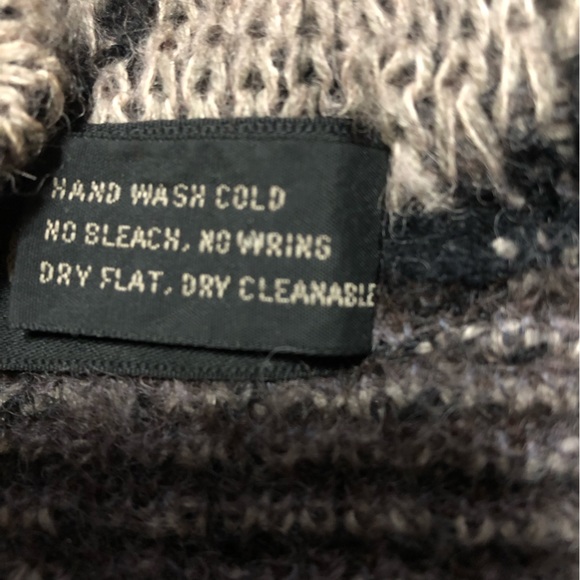 HAND WASH COLD
NO BLEACH, NO WRING
DRY FLAT, DRY CLEANABLE